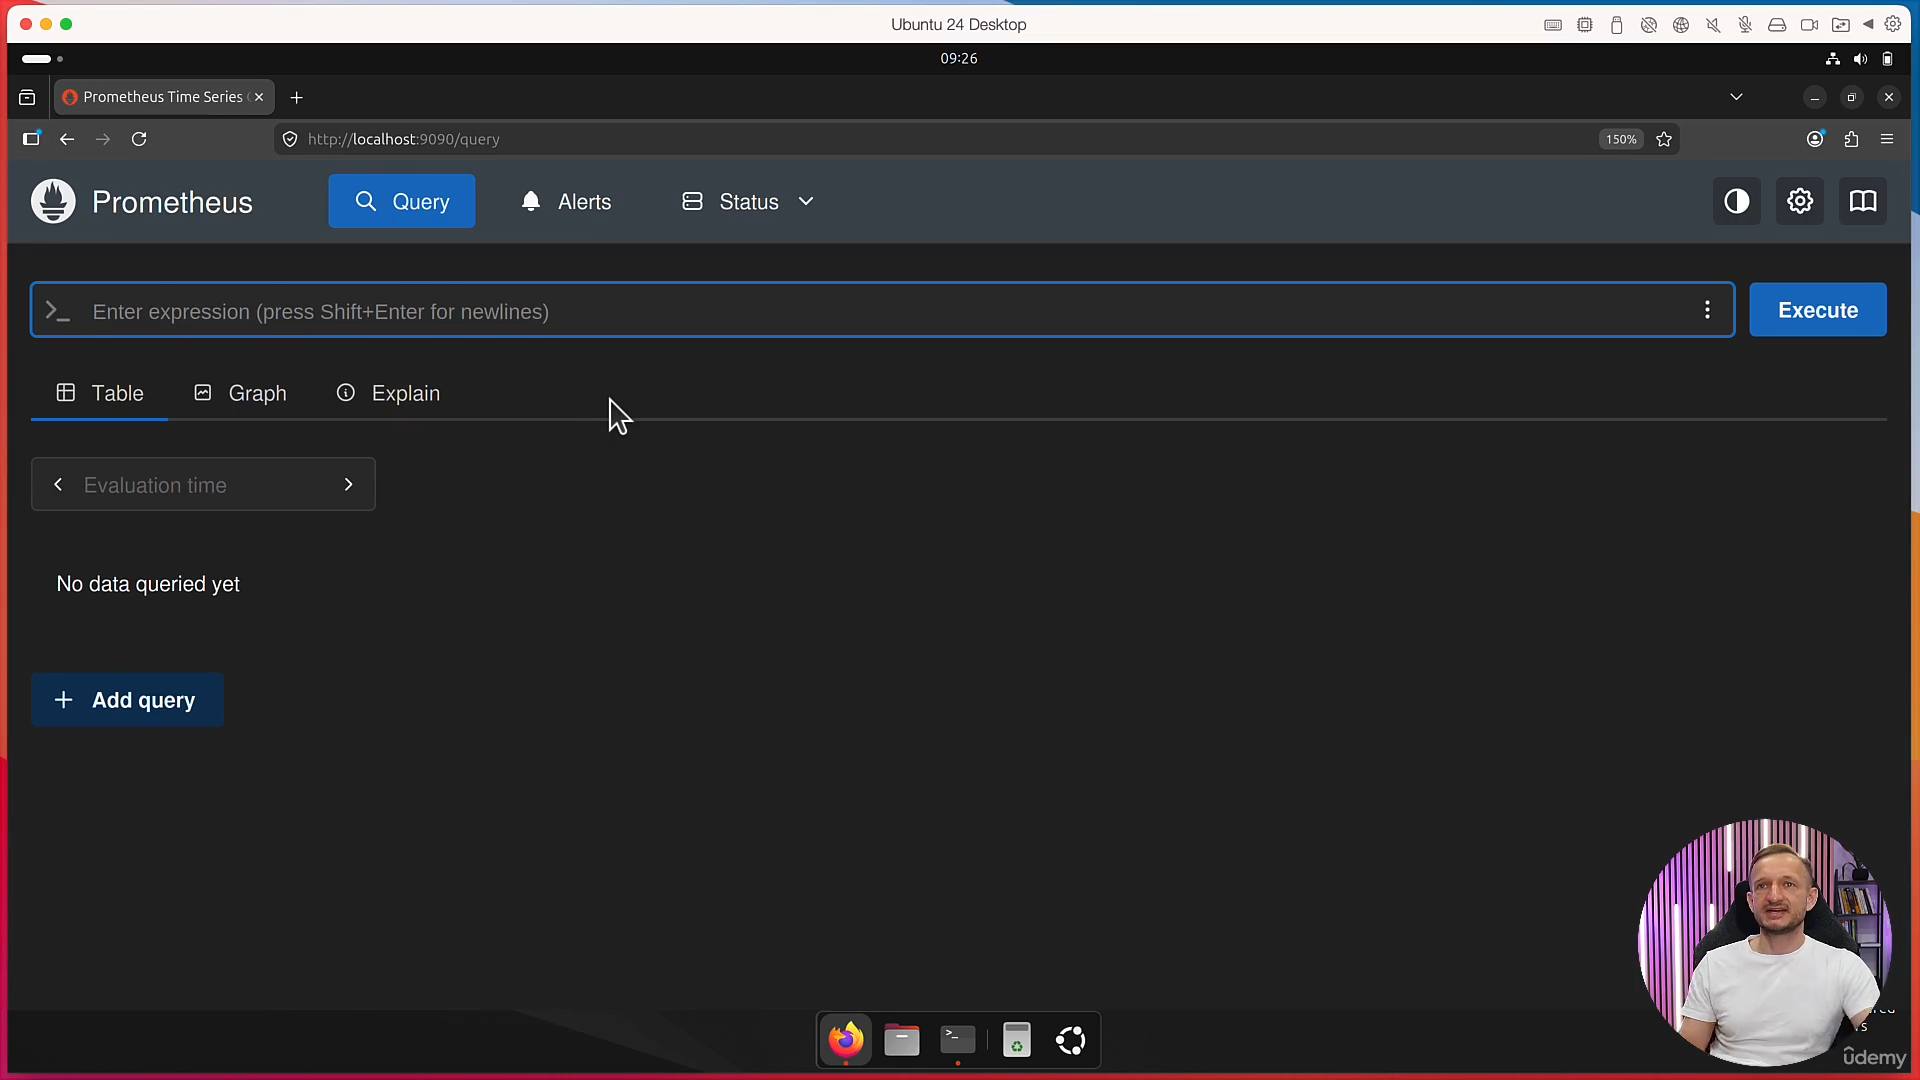 Ubuntu 24 Desktop
09:26
Prometheus Time Series
http://localhost:9090/query
150%
Prometheus
Query
Alerts
Status
Enter expression (press Shift+Enter for newlines)
Execute
Table
Graph
Explain
Evaluation time
No data queried yet
Add query
udemy